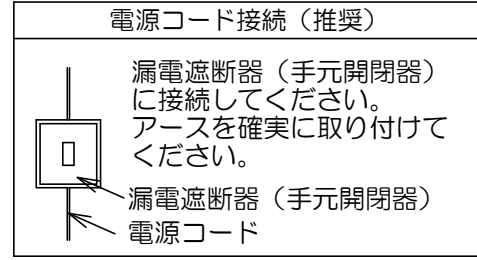 電源コード接続（推奨）
漏電遮断器（手元開閉器）
に接続してください。
アースを確実に取り付けて
ください。
漏電遮断器（手元開閉器）
電源コード